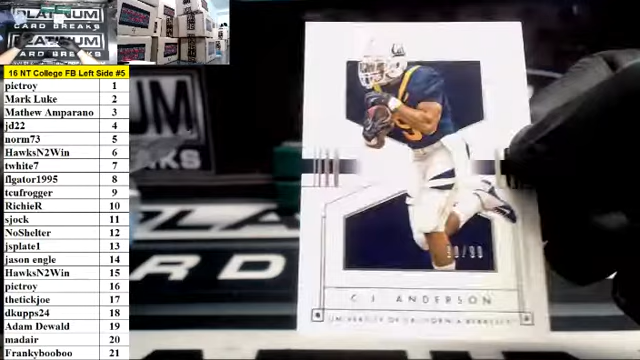 PLATINUM
CARD BREAKS
PLATINUM
CARD BREAKS
16 NT College FB Left Side #5
pictroy 1
Mark Luke 2
Mathew Amparano 3
jd22 4
norm73 5
HawksN2Win 6
twhite7 7
flgator1995 8
tcufrogger 9
RichieR 10
sjock 11
NoShelter 12
jsplate1 13
jason engle 14
HawksN2Win 15
pictroy 16
thetickjoe 17
dkupps24 18
Adam Dewald 19
madair 20
Frankybooboo 21
C.J. ANDERSON
UNIVERSITY OF CALIFORNIA BERKELEY